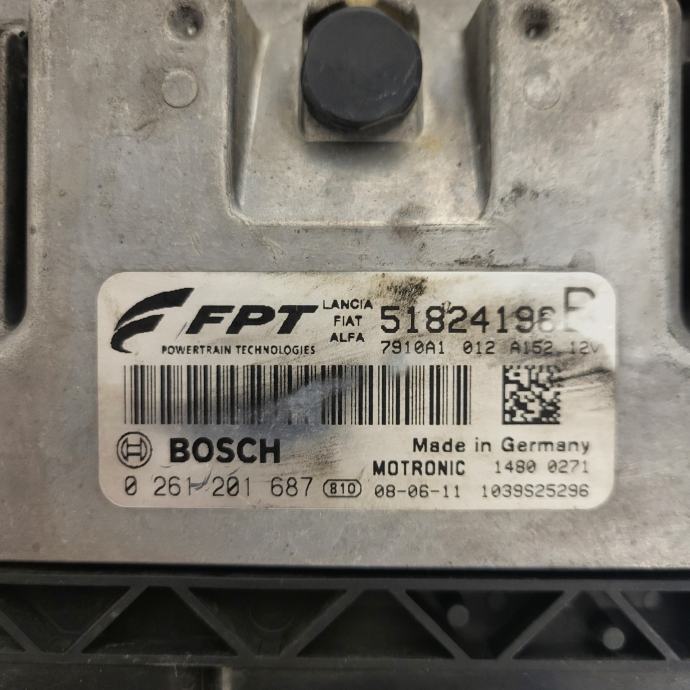 FPT
POWERTRAIN TECHNOLOGIES
LANCIA
FIAT
ALFA
51824196
7910A1 012 A152 12V
BOSCH
Made in Germany
MOTRONIC 1480 0271
0 261 201 687 810 08-06-11 1039S25296